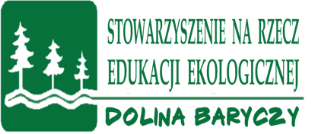 STOWARZYSZENIE NA RZECZ
EDUKACJI EKOLOGICZNEJ
DOLINA BARYCZY